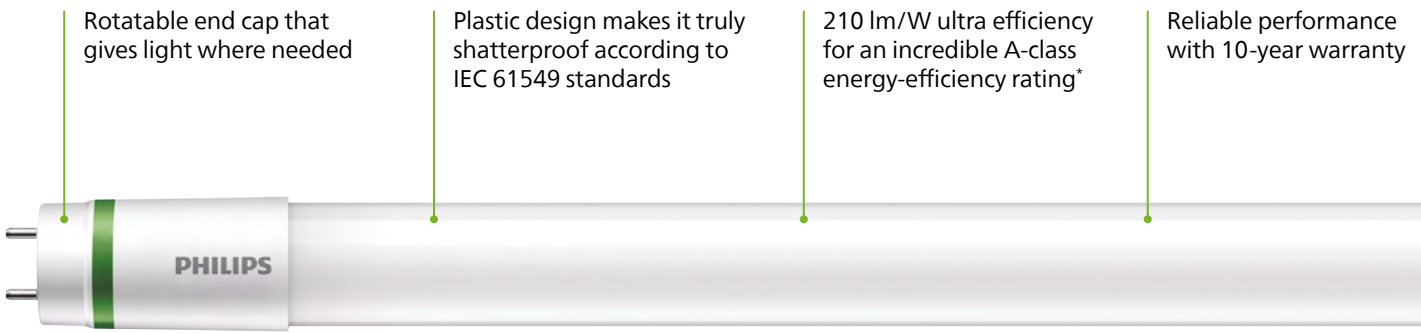 Rotatable end cap that
gives light where needed
Plastic design makes it truly
shatterproof according to
IEC 61549 standards
210 lm/W ultra efficiency
for an incredible A-class
energy-efficiency rating*
Reliable performance
with 10-year warranty
PHILIPS